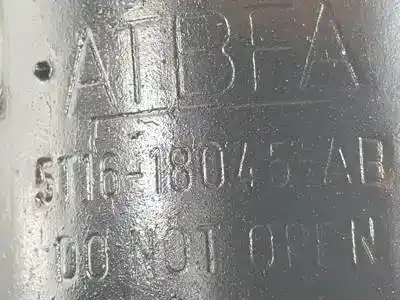 ATBFA
5T16-18045-AB
DO NOT OPEN